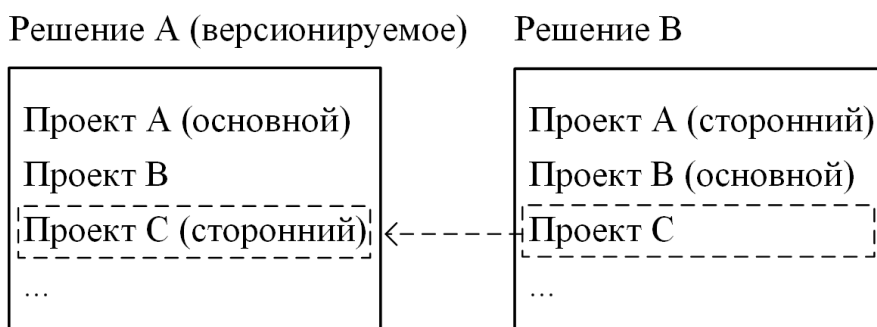 Решение А (версионируемое)
Проект А (основной)
Проект В
Проект С (сторонний)
...
Решение В
Проект А (сторонний)
Проект В (основной)
Проект С
...